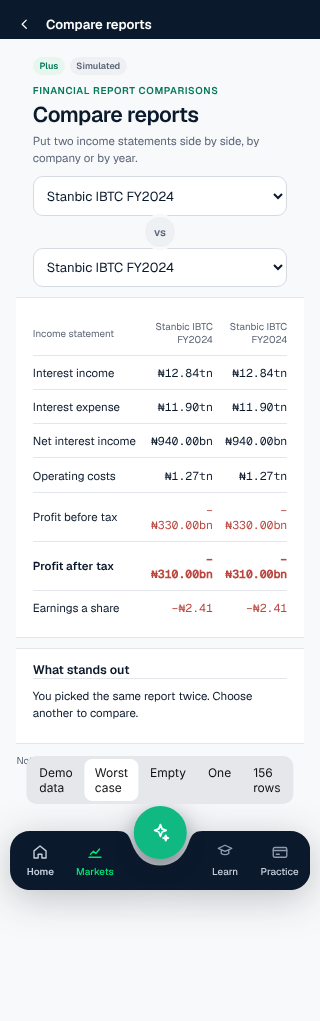 Compare reports
Plus Simulated
FINANCIAL REPORT COMPARISONS
Compare reports
Put two income statements side by side, by
company or by year.
Stanbic IBTC FY2024
vs
Stanbic IBTC FY2024
Income statement Stanbic IBTC FY2024 Stanbic IBTC FY2024
Interest income ₦12.84tn ₦12.84tn
Interest expense ₦11.90tn ₦11.90tn
Net interest income ₦940.00bn ₦940.00bn
Operating costs ₦1.27tn ₦1.27tn
Profit before tax −₦330.00bn −₦330.00bn
Profit after tax −₦310.00bn −₦310.00bn
Earnings a share −₦2.41 −₦2.41
What stands out
You picked the same report twice. Choose
another to compare.
Demo data Worst case Empty One 156 rows
Home Markets Learn Practice